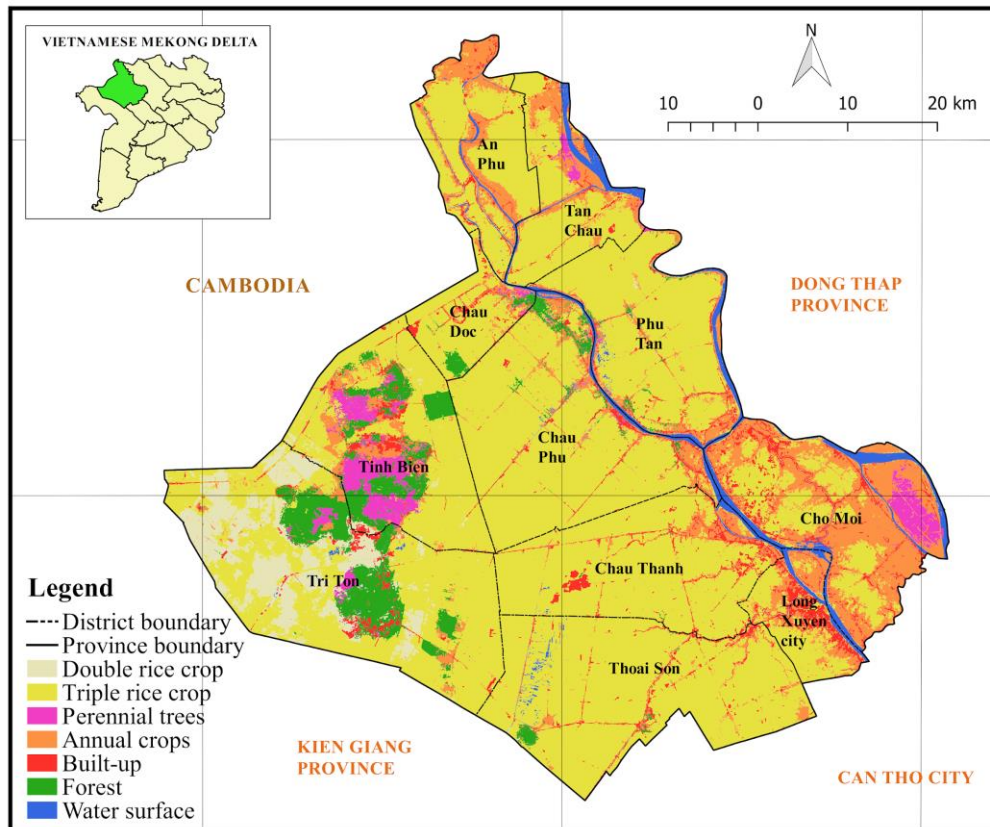 VIETNAMESE MEKONG DELTA
N
10 0 10 20 km
An
Phu
Tan
Chau
CAMBODIA
DONG THAP
PROVINCE
Chau
Doc
Phu
Tan
Chau
Phu
Tinh Bien
Cho Moi
Tri Ton
Chau Thanh
Long
Xuyen
city
Thoai Son
KIEN GIANG
PROVINCE
CAN THO CITY
Legend
District boundary
Province boundary
Double rice crop
Triple rice crop
Perennial trees
Annual crops
Built-up
Forest
Water surface